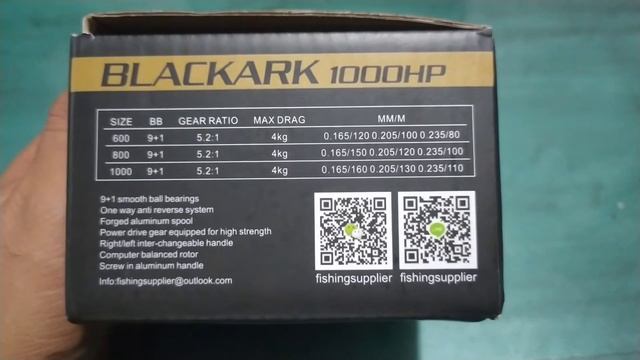 BLACKARK 1000HP
SIZE BB GEAR RATIO MAX DRAG MM/M
600 9+1 5.2:1 4kg 0.165/120 0.205/100 0.235/80
800 9+1 5.2:1 4kg 0.165/150 0.205/120 0.235/100
1000 9+1 5.2:1 4kg 0.165/160 0.205/130 0.235/110
9+1 smooth ball bearings
One way anti reverse system
Forged aluminum spool
Power drive gear equipped for high strength
Right/left inter-changeable handle
Computer balanced rotor
Screw in aluminum handle
Info:fishingsupplier@outlook.com
fishingsupplier fishingsupplier